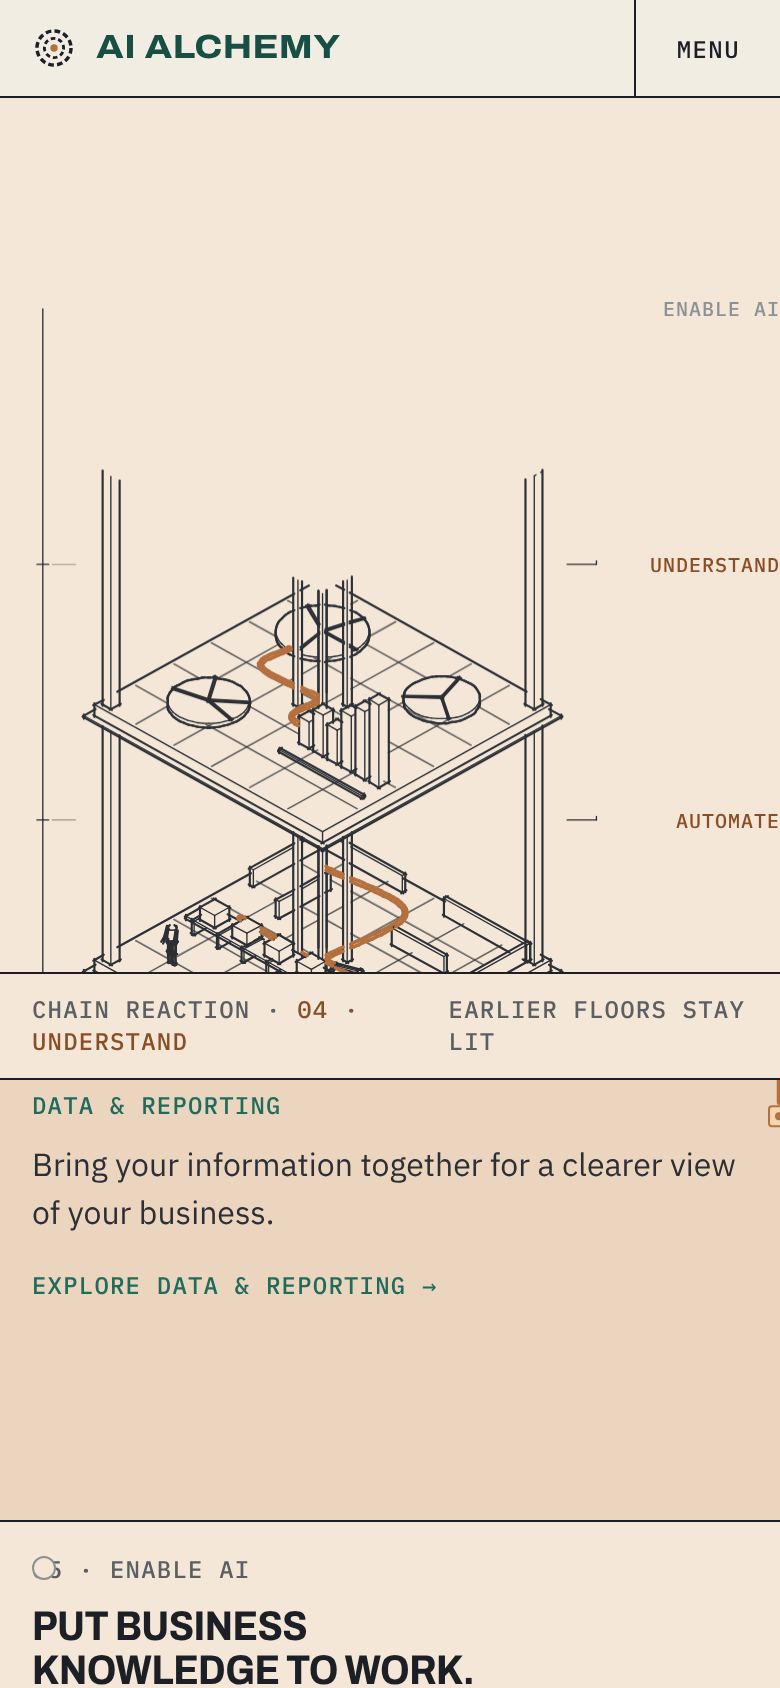 AI ALCHEMY
MENU
ENABLE AI
UNDERSTAND
AUTOMATE
CHAIN REACTION · 04 ·
UNDERSTAND
EARLIER FLOORS STAY
LIT
DATA & REPORTING
Bring your information together for a clearer view
of your business.
EXPLORE DATA & REPORTING →
· ENABLE AI
PUT BUSINESS
KNOWLEDGE TO WORK.